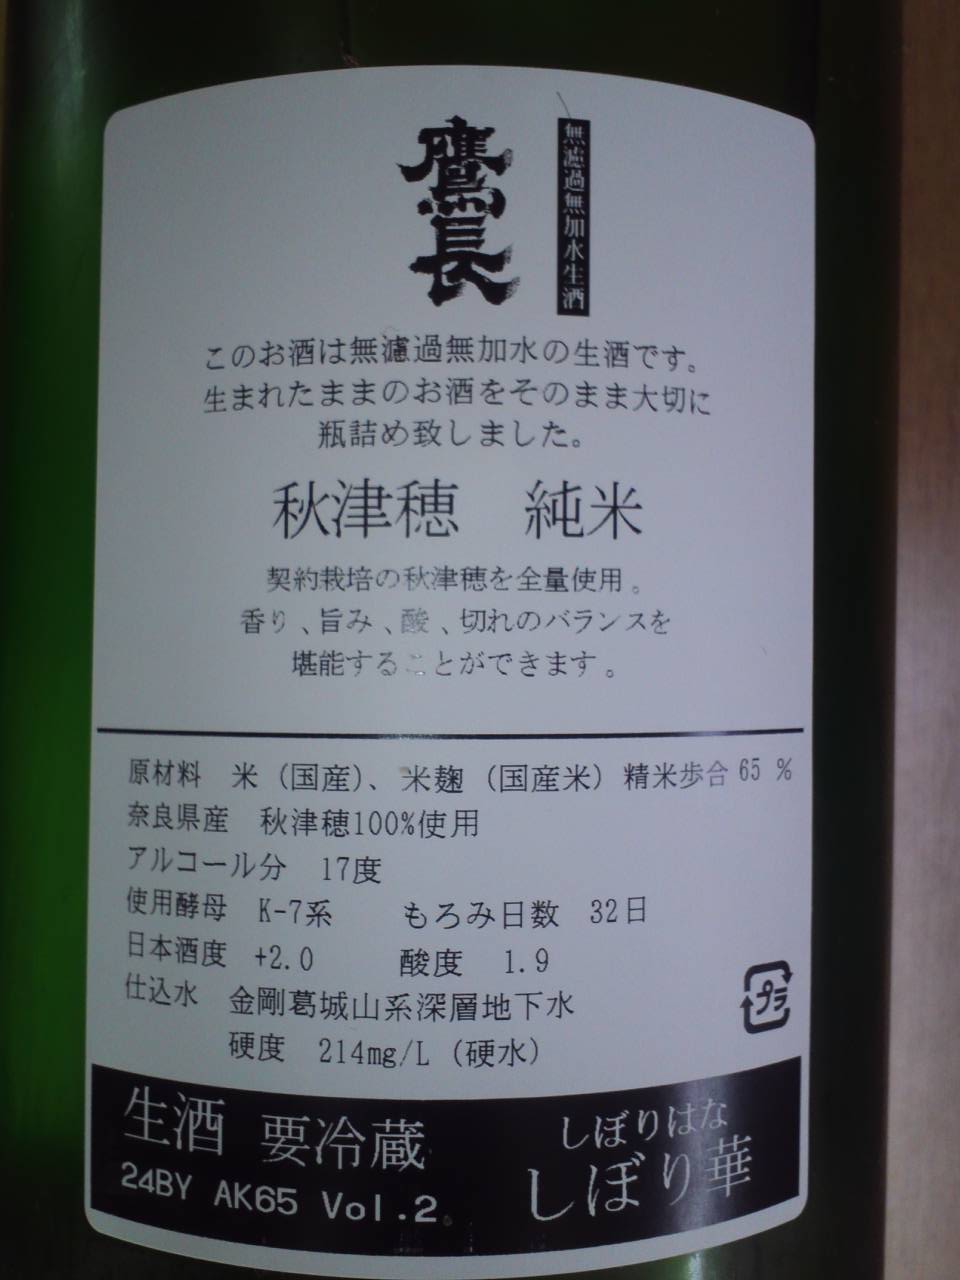 鷹長
無濾過無加水生酒
このお酒は無濾過無加水の生酒です。
生まれたままのお酒をそのまま大切に
瓶詰め致しました。
秋津穂　純米
契約栽培の秋津穂を全量使用。
香り、旨み、酸、切れのバランスを
堪能することができます。
原材料　米（国産）、米麹（国産米）精米歩合 65 %
奈良県産　秋津穂100%使用
アルコール分　17度
使用酵母　K-7系　もろみ日数　32日
日本酒度　+2.0　酸度　1.9
仕込水　金剛葛城山系深層地下水
硬度　214mg/L（硬水）
プラ
生酒 要冷蔵
24BY AK65 Vol.2
しぼりはな
しぼり華